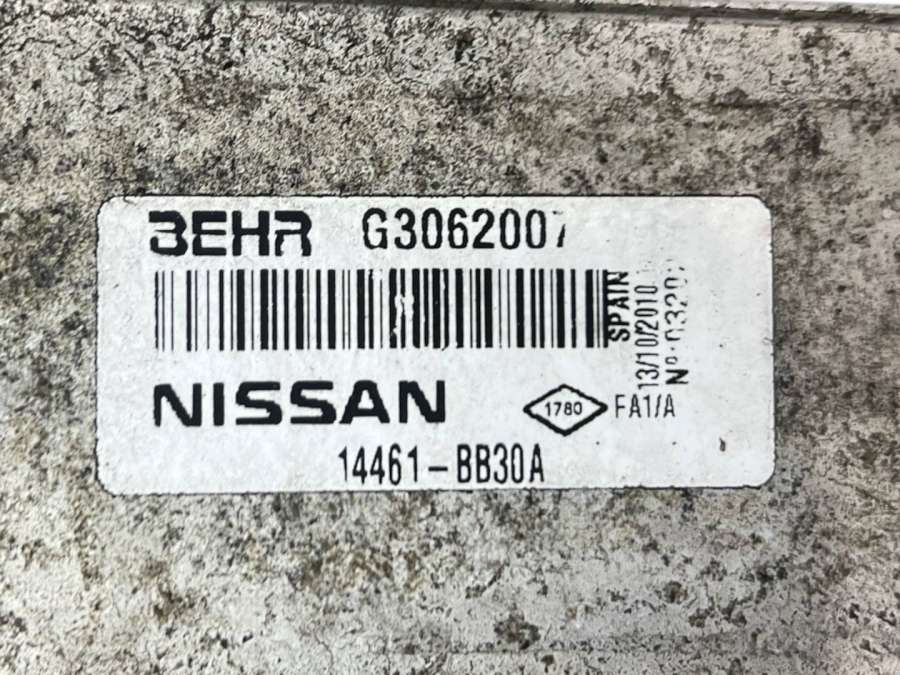 BEHR G3062007
SPAIN
13/10/2010
NISSAN
1780
FA1/A
14461-BB30A